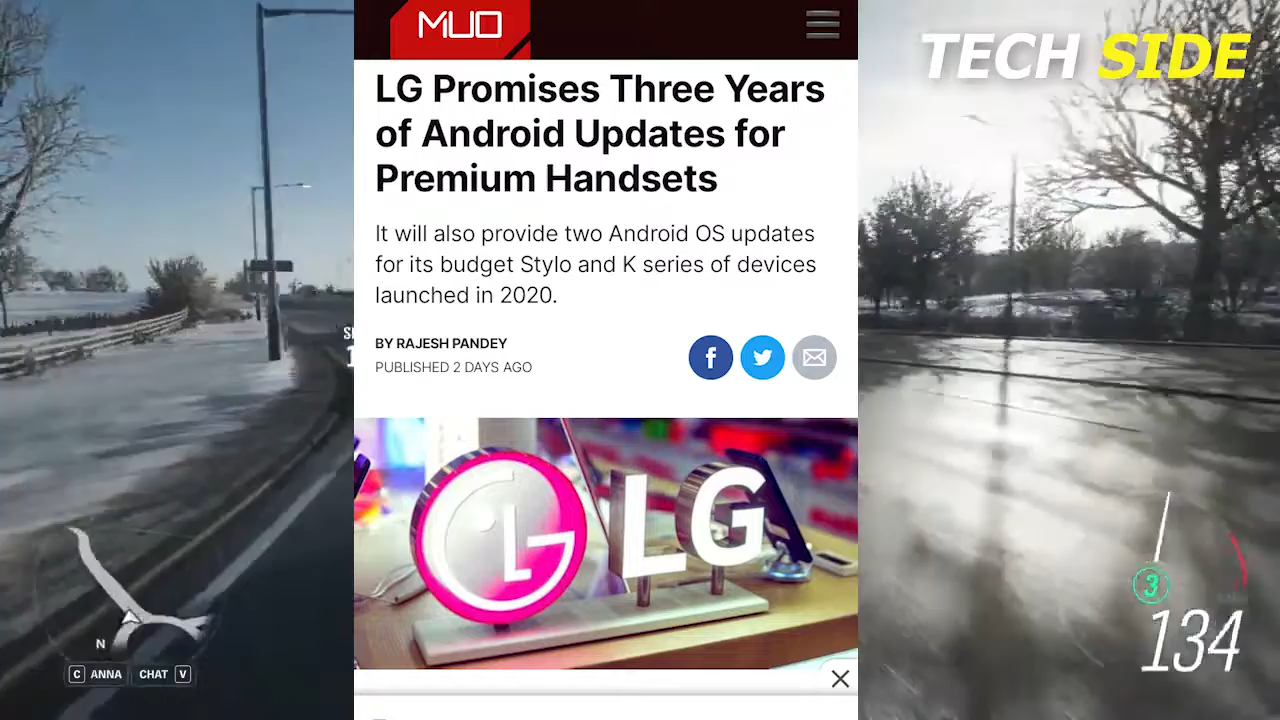 MUO
TECH SIDE
LG Promises Three Years
of Android Updates for
Premium Handsets
It will also provide two Android OS updates
for its budget Stylo and K series of devices
launched in 2020.
BY RAJESH PANDEY
PUBLISHED 2 DAYS AGO
LG
N
C ANNA CHAT V
3
134